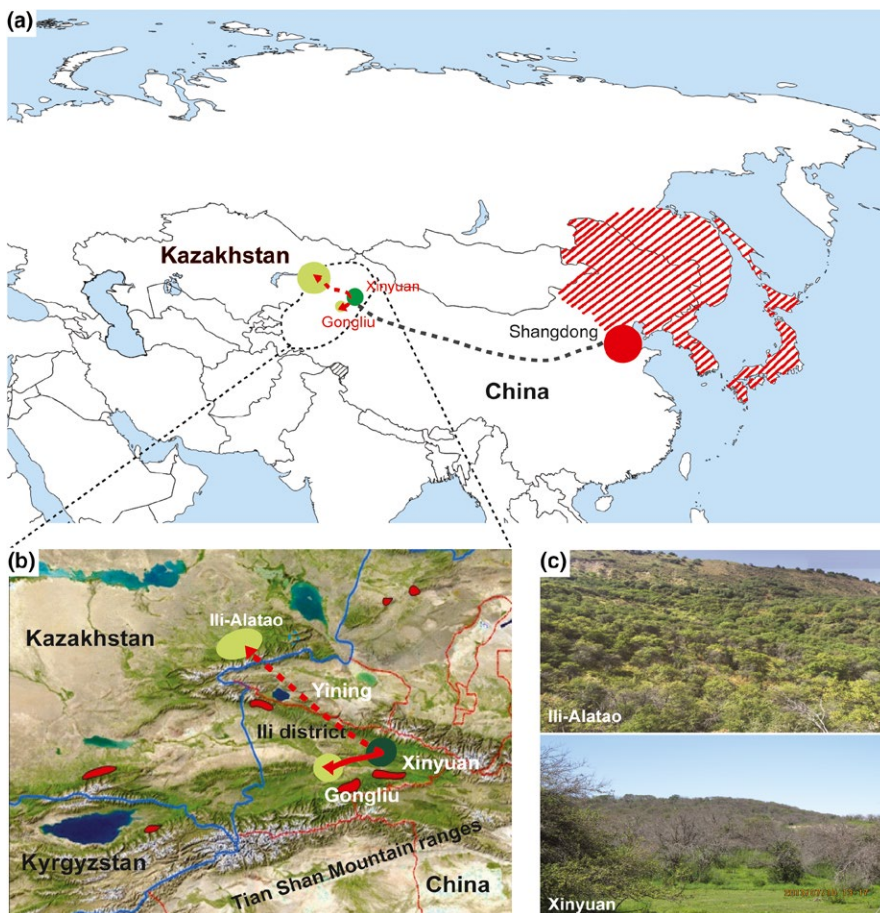 (a)
Kazakhstan
Xinyuan
Gongliu
Shangdong
China
(b)
Kazakhstan
Ili-Alatao
Yining
Ili district
Xinyuan
Gongliu
Kyrgyzstan
Tian Shan Mountain ranges
China
(c)
Ili-Alatao
Xinyuan